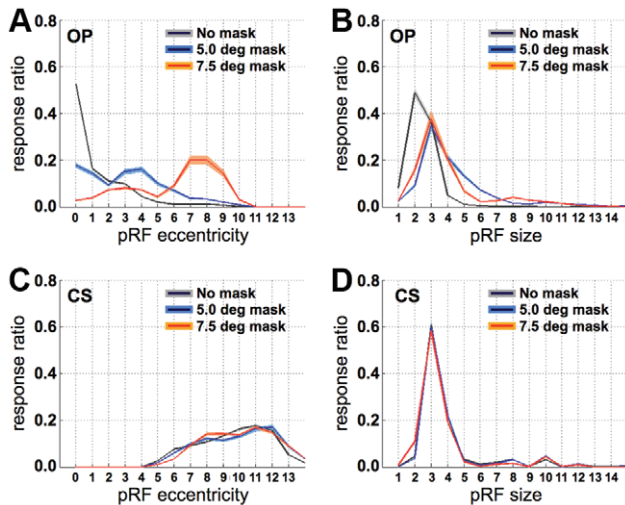 A
OP
No mask
5.0 deg mask
7.5 deg mask
response ratio
0.8
0.6
0.4
0.2
0.0
0 1 2 3 4 5 6 7 8 9 10 11 12 13
pRF eccentricity
B
OP
No mask
5.0 deg mask
7.5 deg mask
response ratio
0.8
0.6
0.4
0.2
0.0
1 2 3 4 5 6 7 8 9 10 11 12 13 14
pRF size
C
CS
No mask
5.0 deg mask
7.5 deg mask
response ratio
0.8
0.6
0.4
0.2
0.0
0 1 2 3 4 5 6 7 8 9 10 11 12 13
pRF eccentricity
D
CS
No mask
5.0 deg mask
7.5 deg mask
response ratio
0.8
0.6
0.4
0.2
0.0
1 2 3 4 5 6 7 8 9 10 11 12 13 14
pRF size